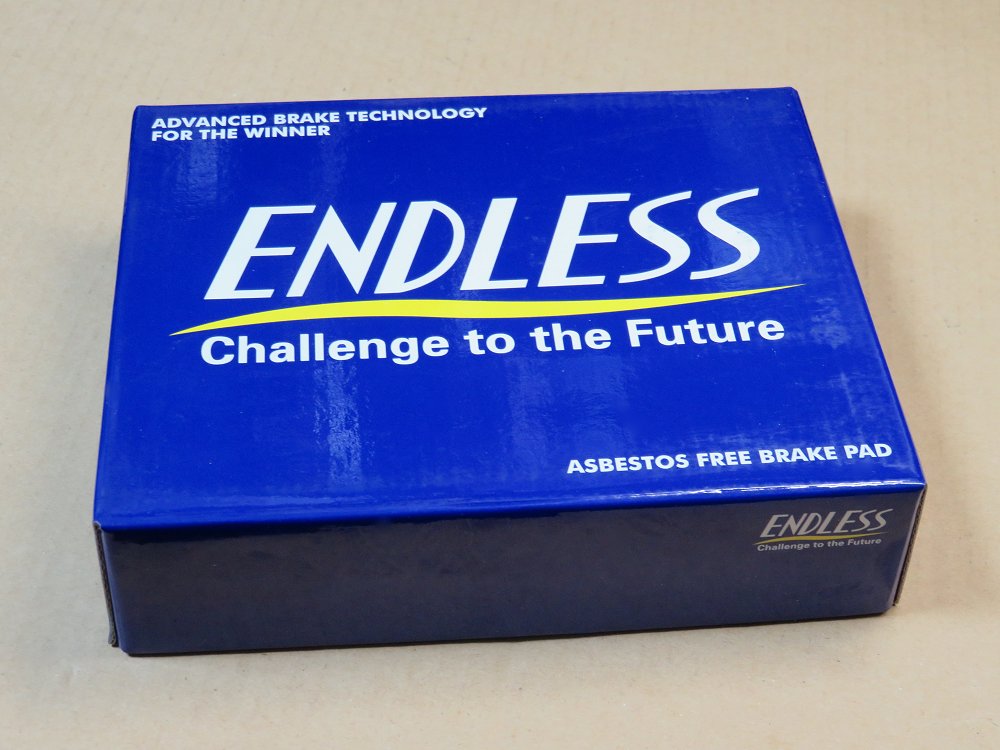 ADVANCED BRAKE TECHNOLOGY
FOR THE WINNER
ENDLESS
Challenge to the Future
ASBESTOS FREE BRAKE PAD
ENDLESS
Challenge to the Future